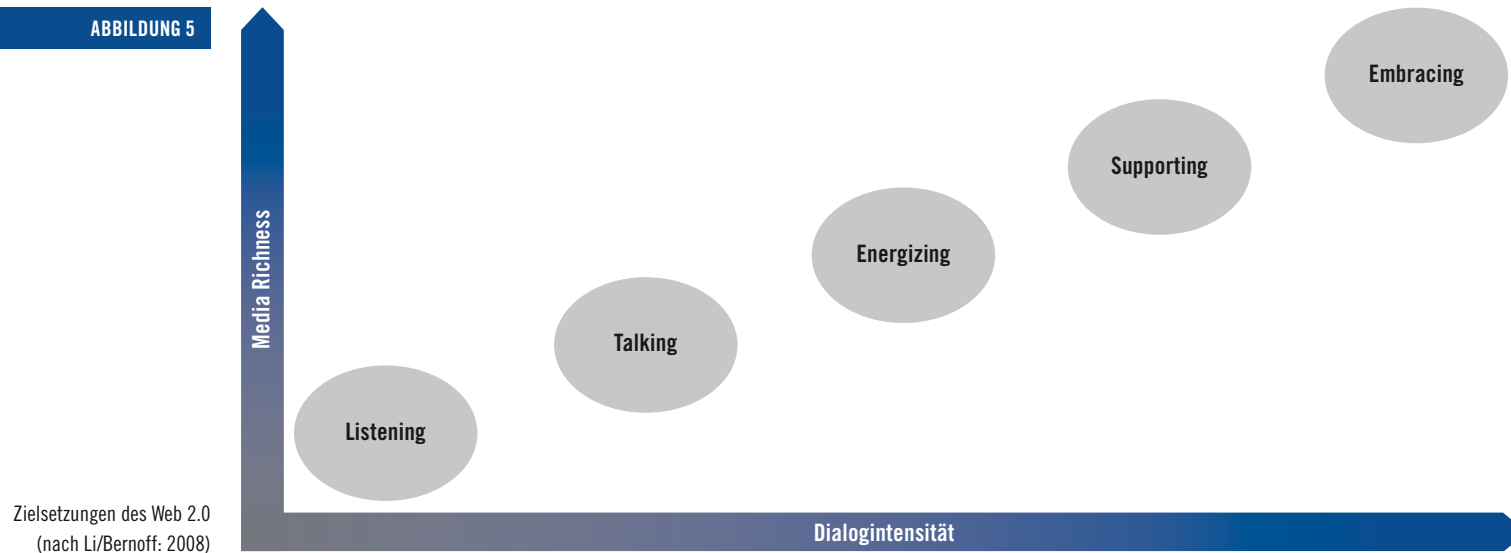 ABBILDUNG 5
Embracing
Supporting
Energizing
Talking
Listening
Media Richness
Dialogintensität
Zielsetzungen des Web 2.0
(nach Li/Bernoff: 2008)